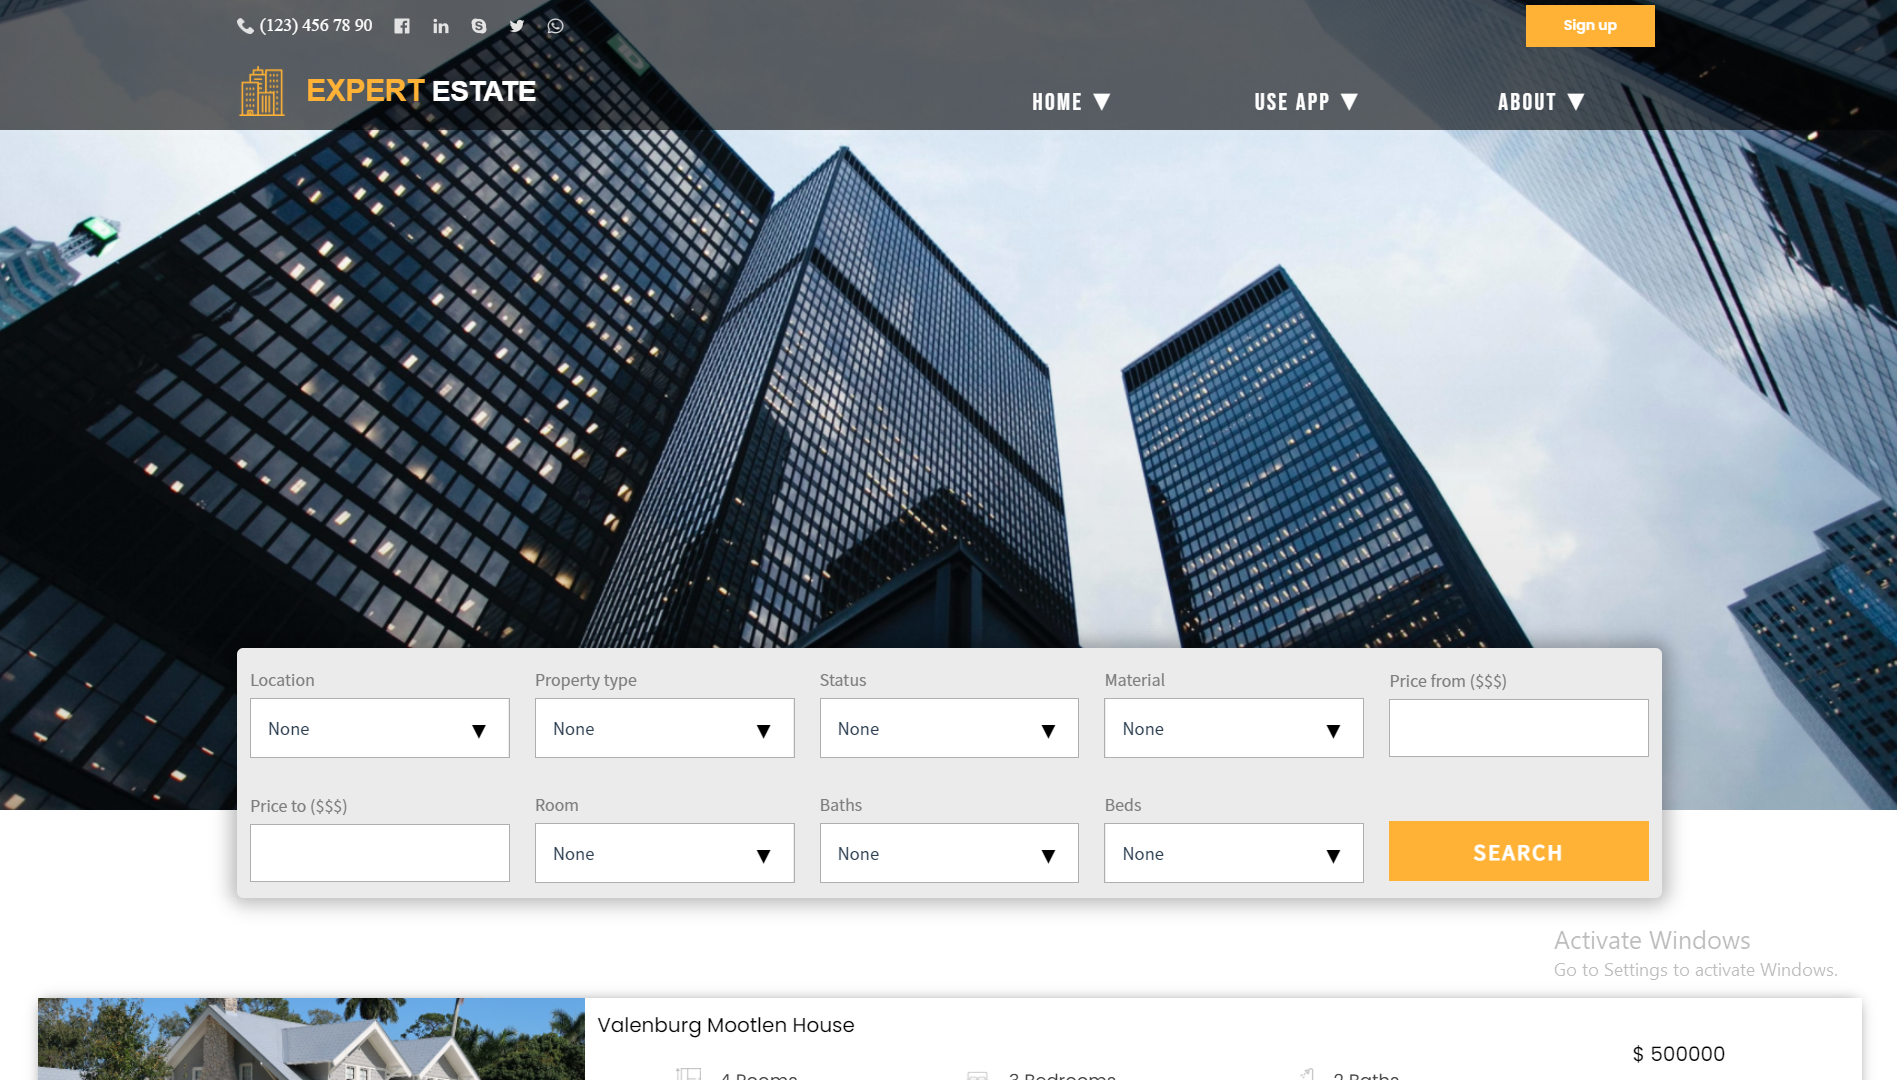 (123) 456 78 90
Sign up
EXPERT ESTATE
HOME ▼ USE APP ▼ ABOUT ▼
Location Property type Status Material Price from ($$$)
None ▼ None ▼ None ▼ None ▼
Price to ($$$) Room Baths Beds
None ▼ None ▼ None ▼ SEARCH
Activate Windows
Go to Settings to activate Windows.
Valenburg Mootlen House
$ 500000
4 Rooms 3 Bedrooms 2 Baths